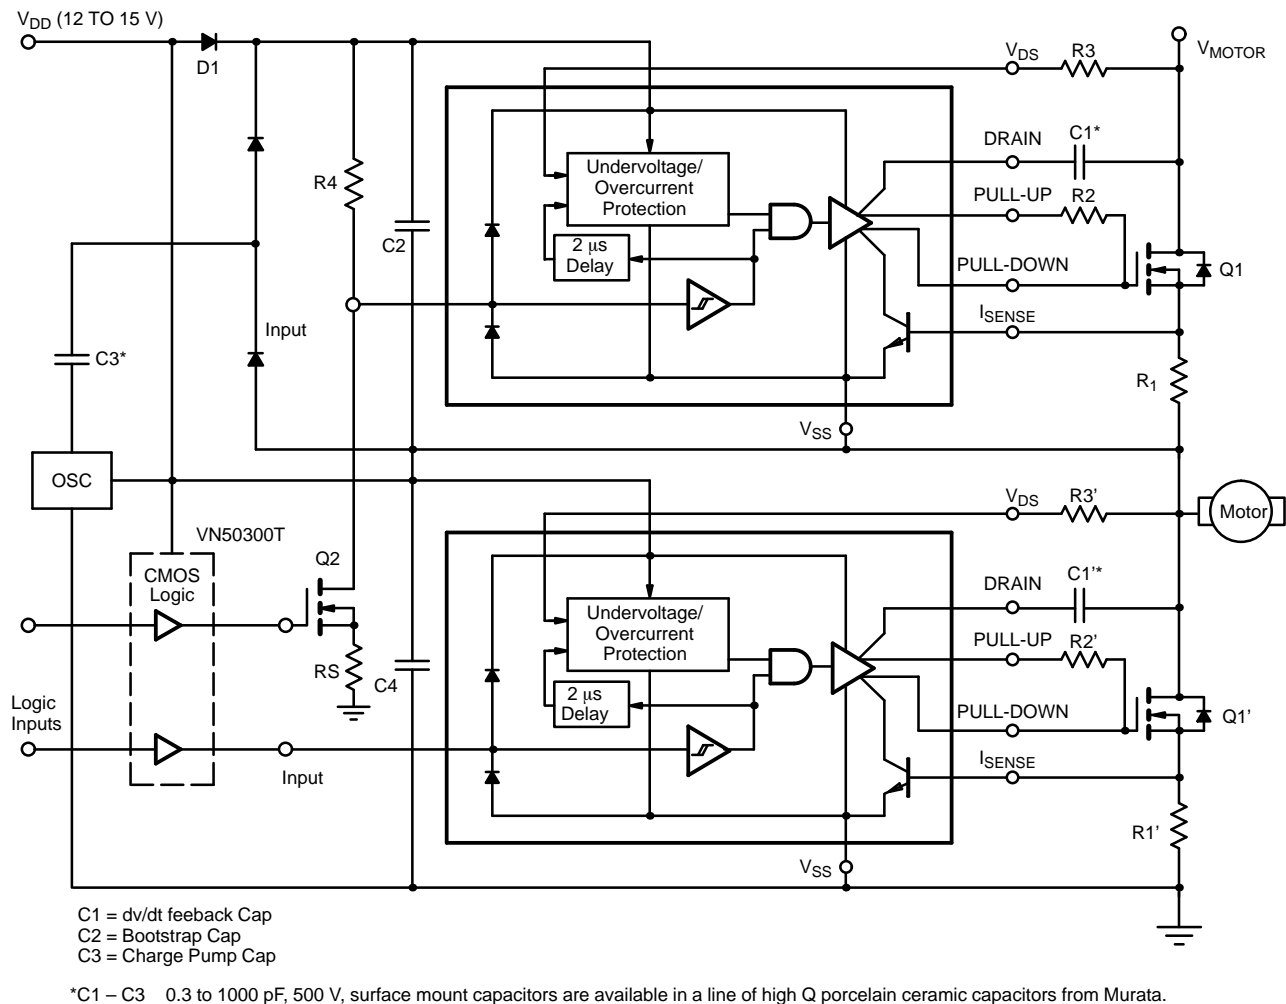 V_DD (12 TO 15 V)
D1
V_DS
R3
V_MOTOR
DRAIN
C1*
Undervoltage/
Overcurrent
Protection
R4
PULL-UP
R2
C2
2 μs
Delay
PULL-DOWN
Q1
I_SENSE
Input
C3*
R_1
V_SS
OSC
V_DS
R3'
Motor
VN50300T
Q2
CMOS
Logic
DRAIN
C1'*
Undervoltage/
Overcurrent
Protection
PULL-UP
R2'
RS
C4
2 μs
Delay
Logic
Inputs
PULL-DOWN
Q1'
I_SENSE
Input
R1'
V_SS
C1 = dv/dt feeback Cap
C2 = Bootstrap Cap
C3 = Charge Pump Cap
*C1 – C3 0.3 to 1000 pF, 500 V, surface mount capacitors are available in a line of high Q porcelain ceramic capacitors from Murata.